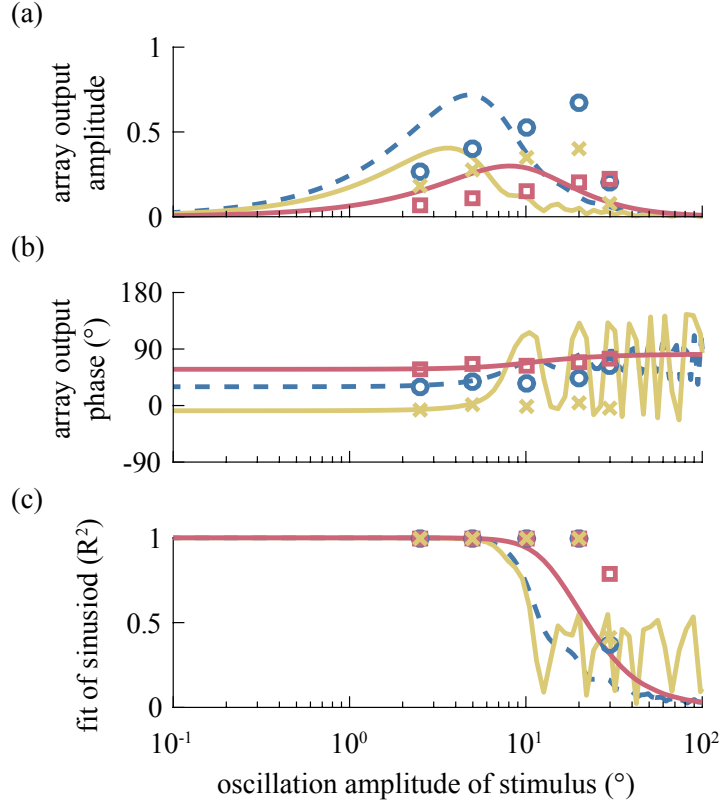 (a)
array output
amplitude
1
0.5
0
(b)
array output
phase (°)
180
90
0
-90
(c)
fit of sinusiod (R²)
1
0.5
0
10⁻¹ 10⁰ 10¹ 10²
oscillation amplitude of stimulus (°)